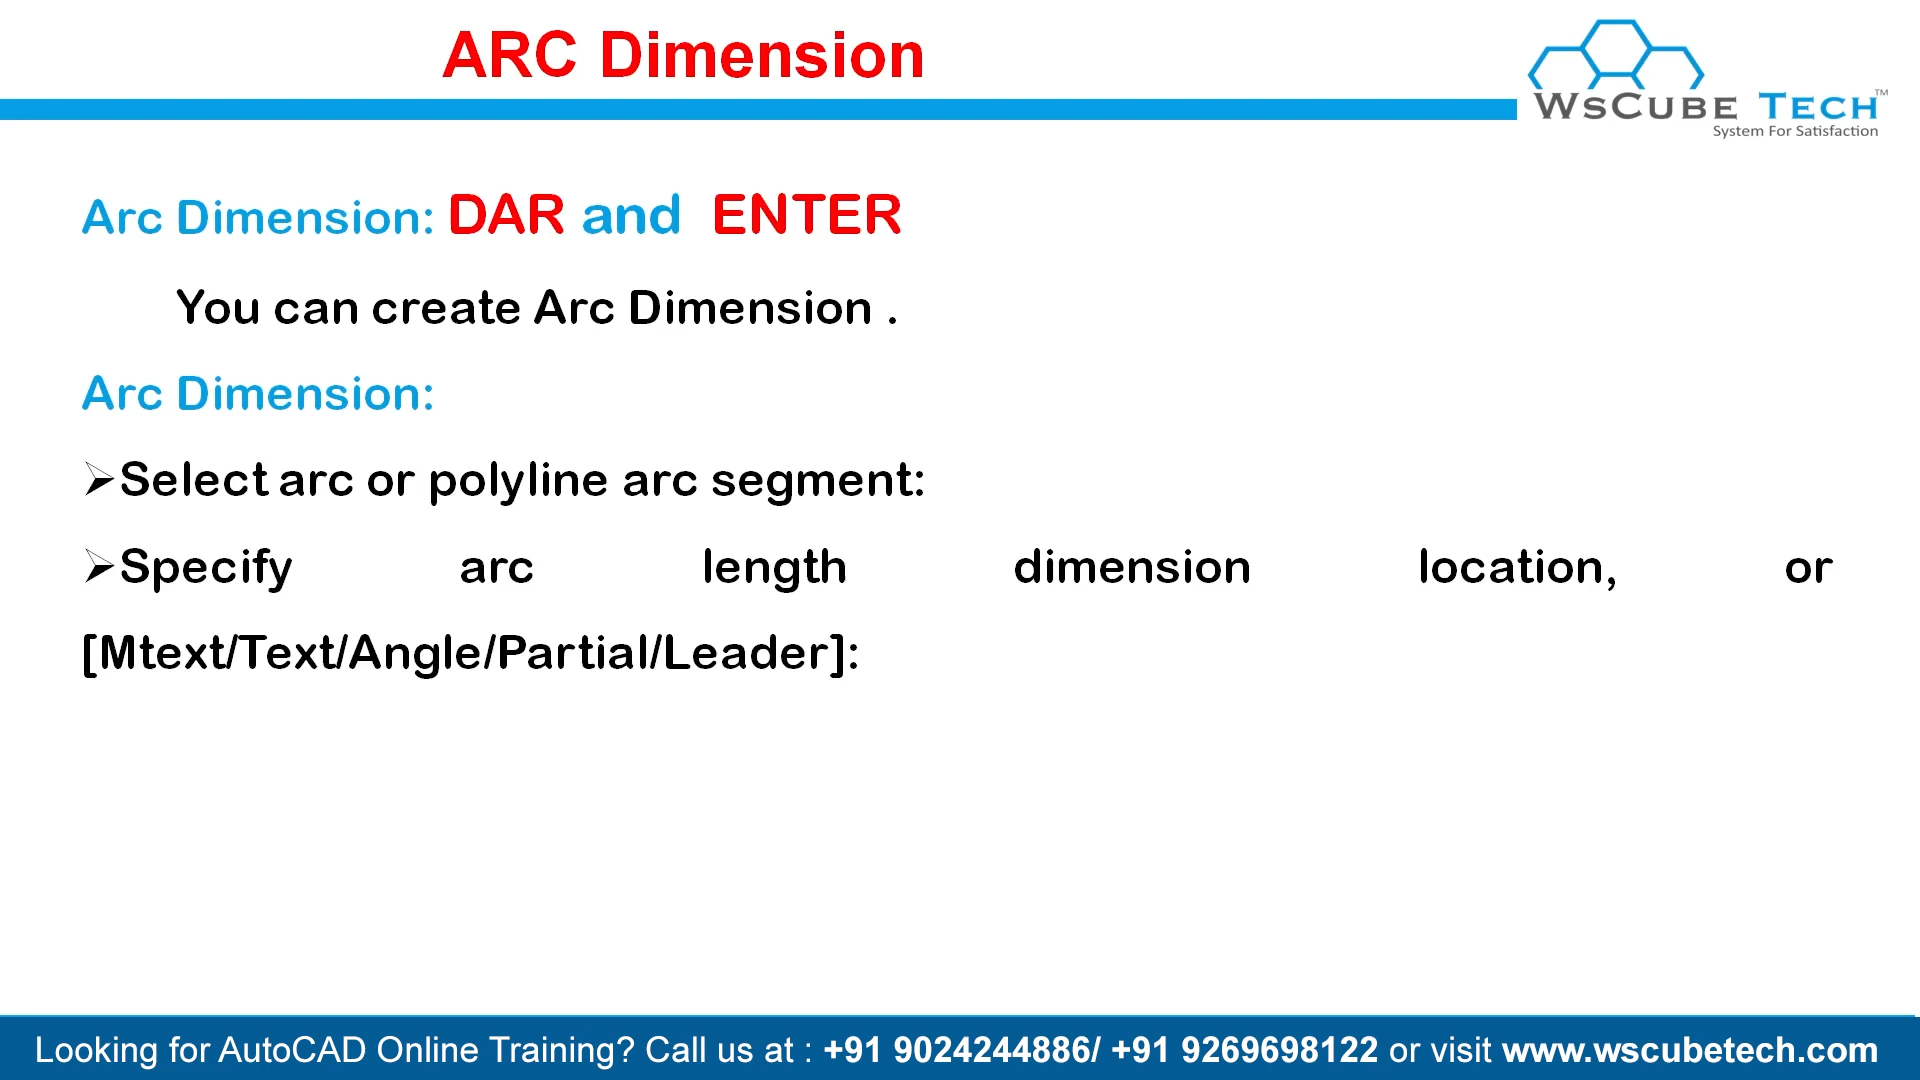 ARC Dimension
WsCube Tech™
System For Satisfaction
Arc Dimension: DAR and ENTER
You can create Arc Dimension .
Arc Dimension:
➢Select arc or polyline arc segment:
➢Specify arc length dimension location, or
[Mtext/Text/Angle/Partial/Leader]:
Looking for AutoCAD Online Training? Call us at : +91 9024244886/ +91 9269698122 or visit www.wscubetech.com